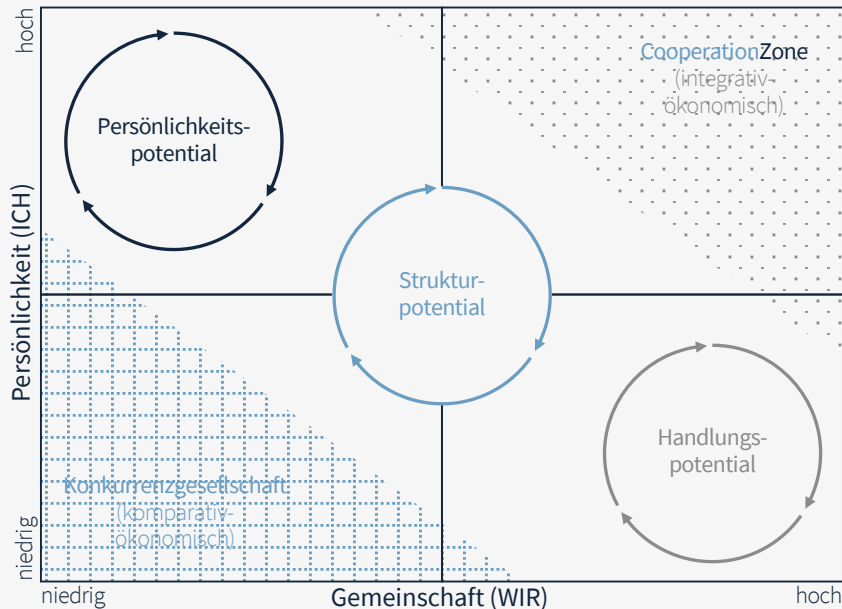 hoch
CooperationZone
(integrativ-
ökonomisch)
Persönlichkeits-
potential
Persönlichkeit (ICH)
Struktur-
potential
Handlungs-
potential
Konkurrenzgesellschaft
(komparativ-
ökonomisch)
niedrig
niedrig
Gemeinschaft (WIR)
hoch